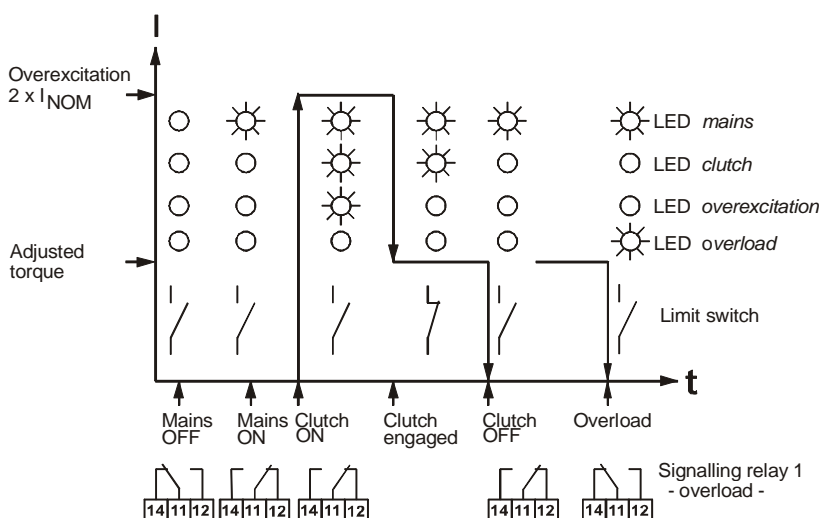 I
Overexcitation
2 x I NOM
LED mains
LED clutch
LED overexcitation
LED overload
Adjusted
torque
Limit switch
t
Mains
OFF
Mains
ON
Clutch
ON
Clutch
engaged
Clutch
OFF
Overload
Signalling relay 1
- overload -
14 11 12
14 11 12
14 11 12
14 11 12
14 11 12